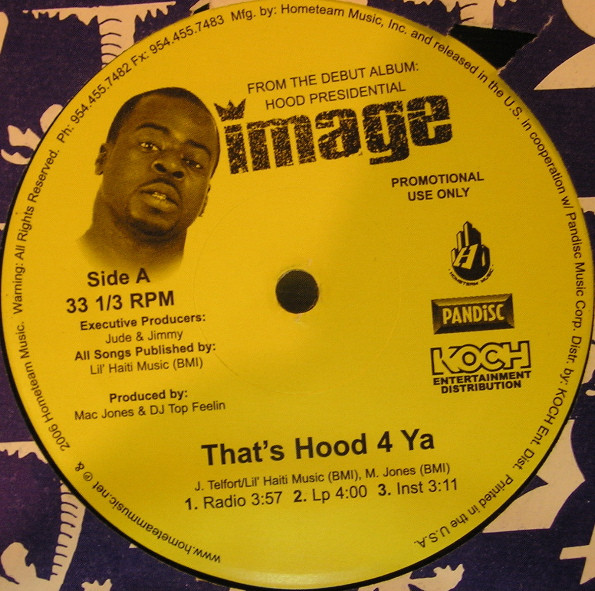 FROM THE DEBUT ALBUM:
HOOD PRESIDENTIAL
image
PROMOTIONAL
USE ONLY
H
HOMETEAM MUSIC
PANDISC
KOCH
ENTERTAINMENT
DISTRIBUTION
Side A
33 1/3 RPM
Executive Producers:
Jude & Jimmy
All Songs Published by:
Lil' Haiti Music (BMI)
Produced by:
Mac Jones & DJ Top Feelin
That's Hood 4 Ya
J. Telfort/Lil' Haiti Music (BMI), M. Jones (BMI)
1. Radio 3:57 2. Lp 4:00 3. Inst 3:11
www.hometeammusic.net ℗ & © 2006 Hometeam Music. Warning: All Rights Reserved. Ph: 954.455.7482 Fx: 954.455.7483 Mfg. by: Hometeam Music, Inc. and released in the U.S. in cooperation w/ Pandisc Music Corp. Distr. by: KOCH Ent. Dist. Printed in the U.S.A.